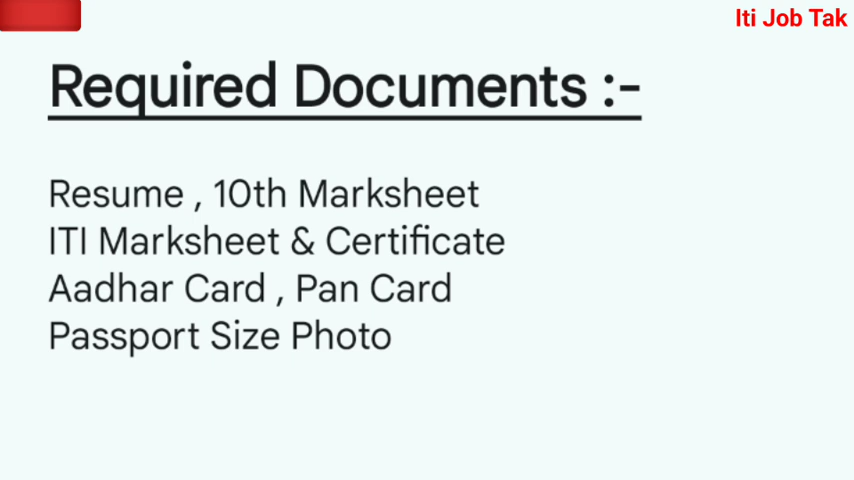 Iti Job Tak
Required Documents :-
Resume , 10th Marksheet
ITI Marksheet & Certificate
Aadhar Card , Pan Card
Passport Size Photo